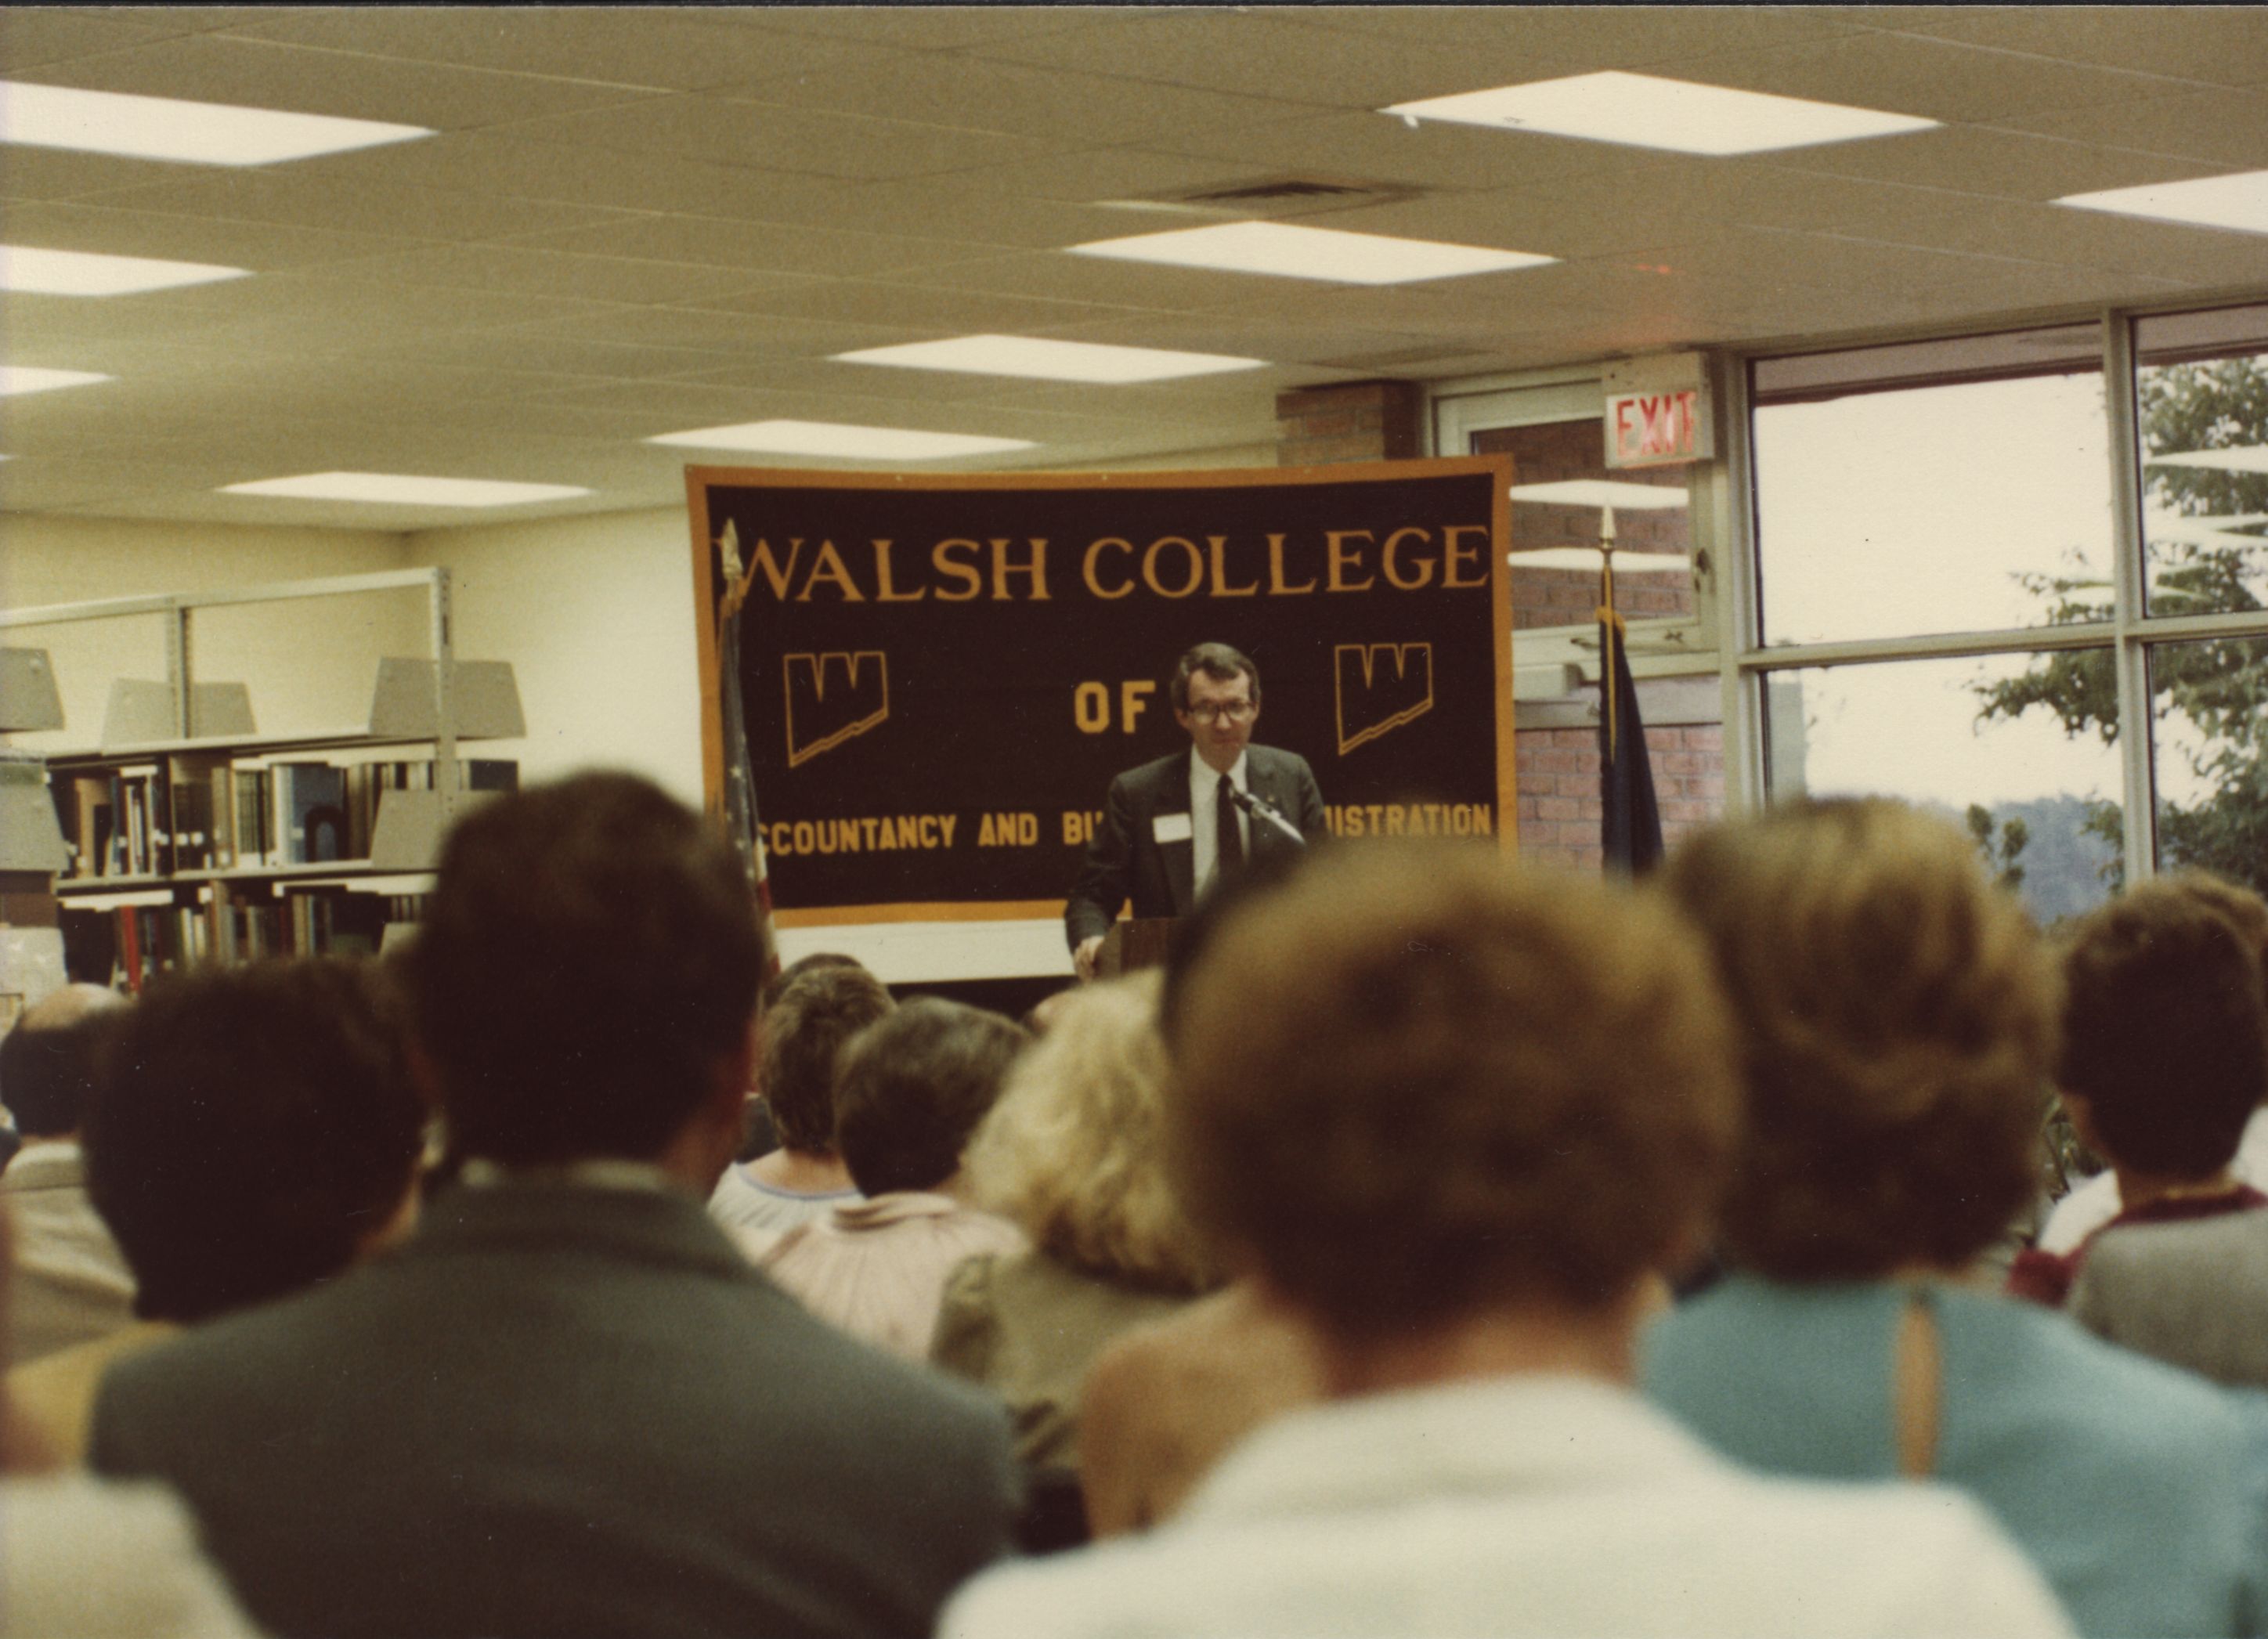 EXIT
WALSH COLLEGE
W OF W
CCOUNTANCY AND BU ISTRATION